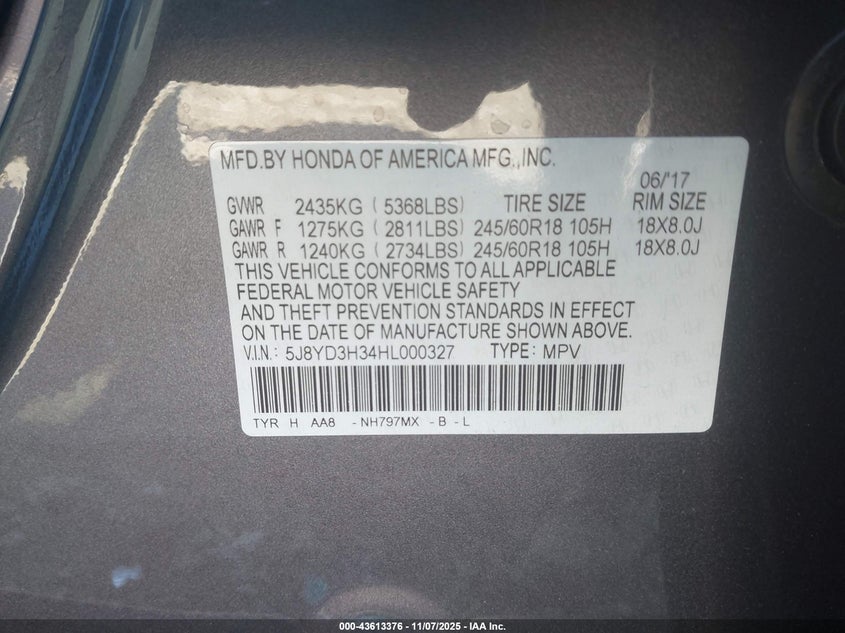 MFD.BY HONDA OF AMERICA MFG.,INC.
06/'17
GVWR 2435KG (5368LBS) TIRE SIZE RIM SIZE
GAWR F 1275KG (2811LBS) 245/60R18 105H 18X8.0J
GAWR R 1240KG (2734LBS) 245/60R18 105H 18X8.0J
THIS VEHICLE CONFORMS TO ALL APPLICABLE
FEDERAL MOTOR VEHICLE SAFETY
AND THEFT PREVENTION STANDARDS IN EFFECT
ON THE DATE OF MANUFACTURE SHOWN ABOVE.
V.I.N.: 5J8YD3H34HL000327 TYPE: MPV
TYR H AA8 -NH797MX -B -L
000-43613376 - 11/07/2025 - IAA Inc.